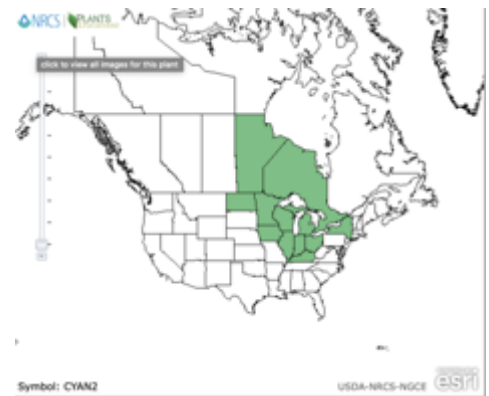 NRCS PLANTS
click to view all images for this plant
Symbol: CYAN2
USDA-NRCS-NGCE
esri